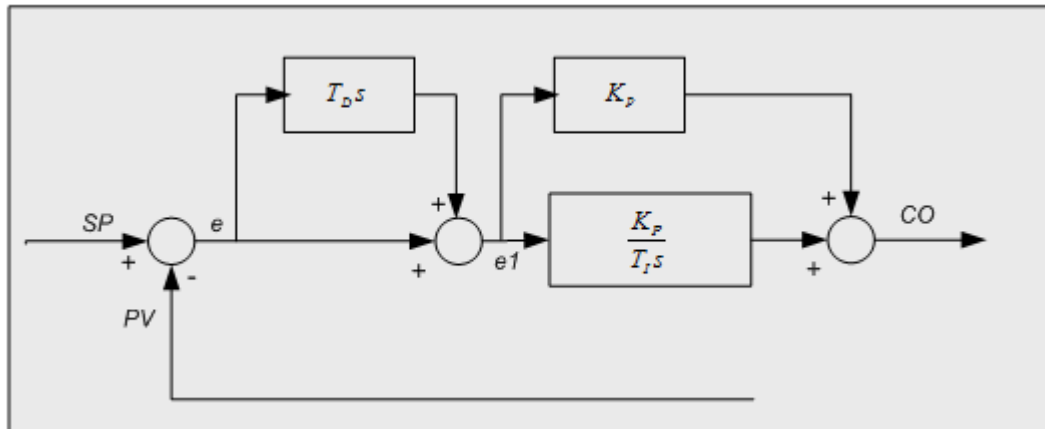 T_D s
K_P
+
+
SP
e
K_P
T_I s
CO
+
-
+
e1
+
PV